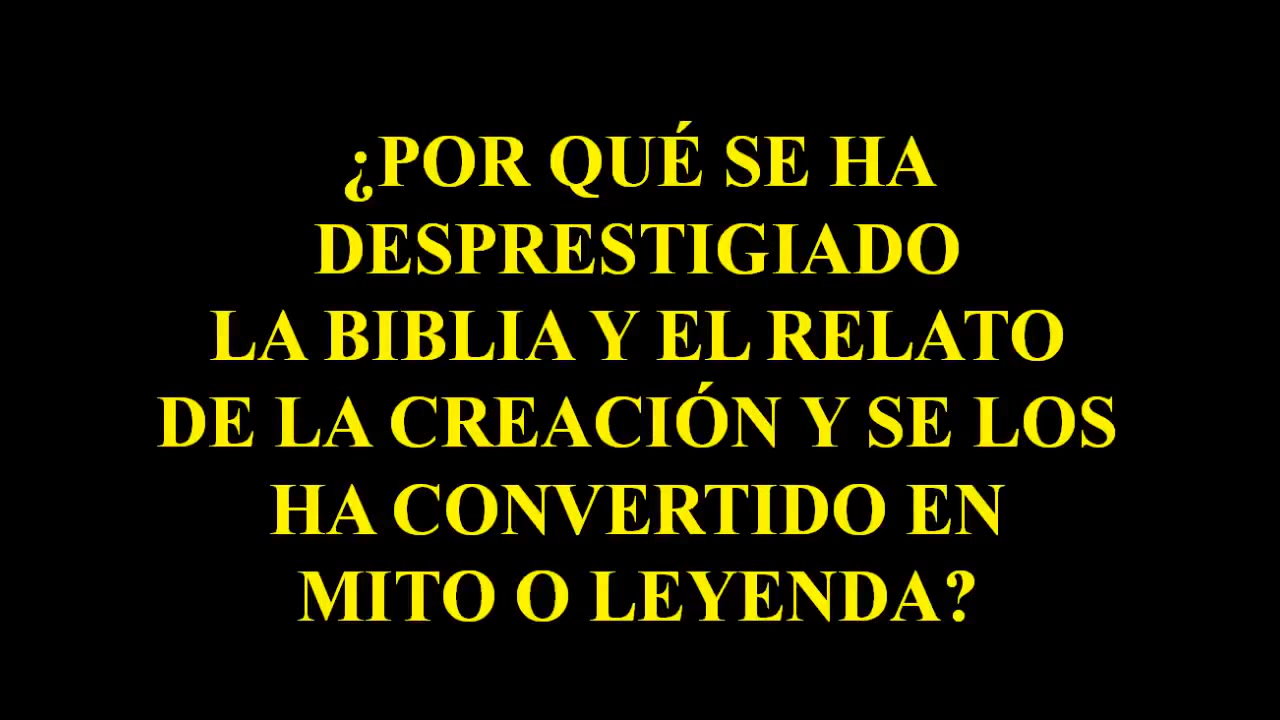 ¿POR QUÉ SE HA
DESPRESTIGIADO
LA BIBLIA Y EL RELATO
DE LA CREACIÓN Y SE LOS
HA CONVERTIDO EN
MITO O LEYENDA?